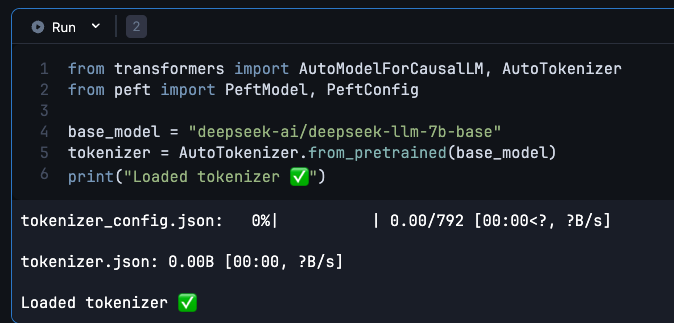 Run 2
1 from transformers import AutoModelForCausalLM, AutoTokenizer
2 from peft import PeftModel, PeftConfig
3
4 base_model = "deepseek-ai/deepseek-llm-7b-base"
5 tokenizer = AutoTokenizer.from_pretrained(base_model)
6 print("Loaded tokenizer ✅")
tokenizer_config.json:   0%|          | 0.00/792 [00:00<?, ?B/s]
tokenizer.json: 0.00B [00:00, ?B/s]
Loaded tokenizer ✅